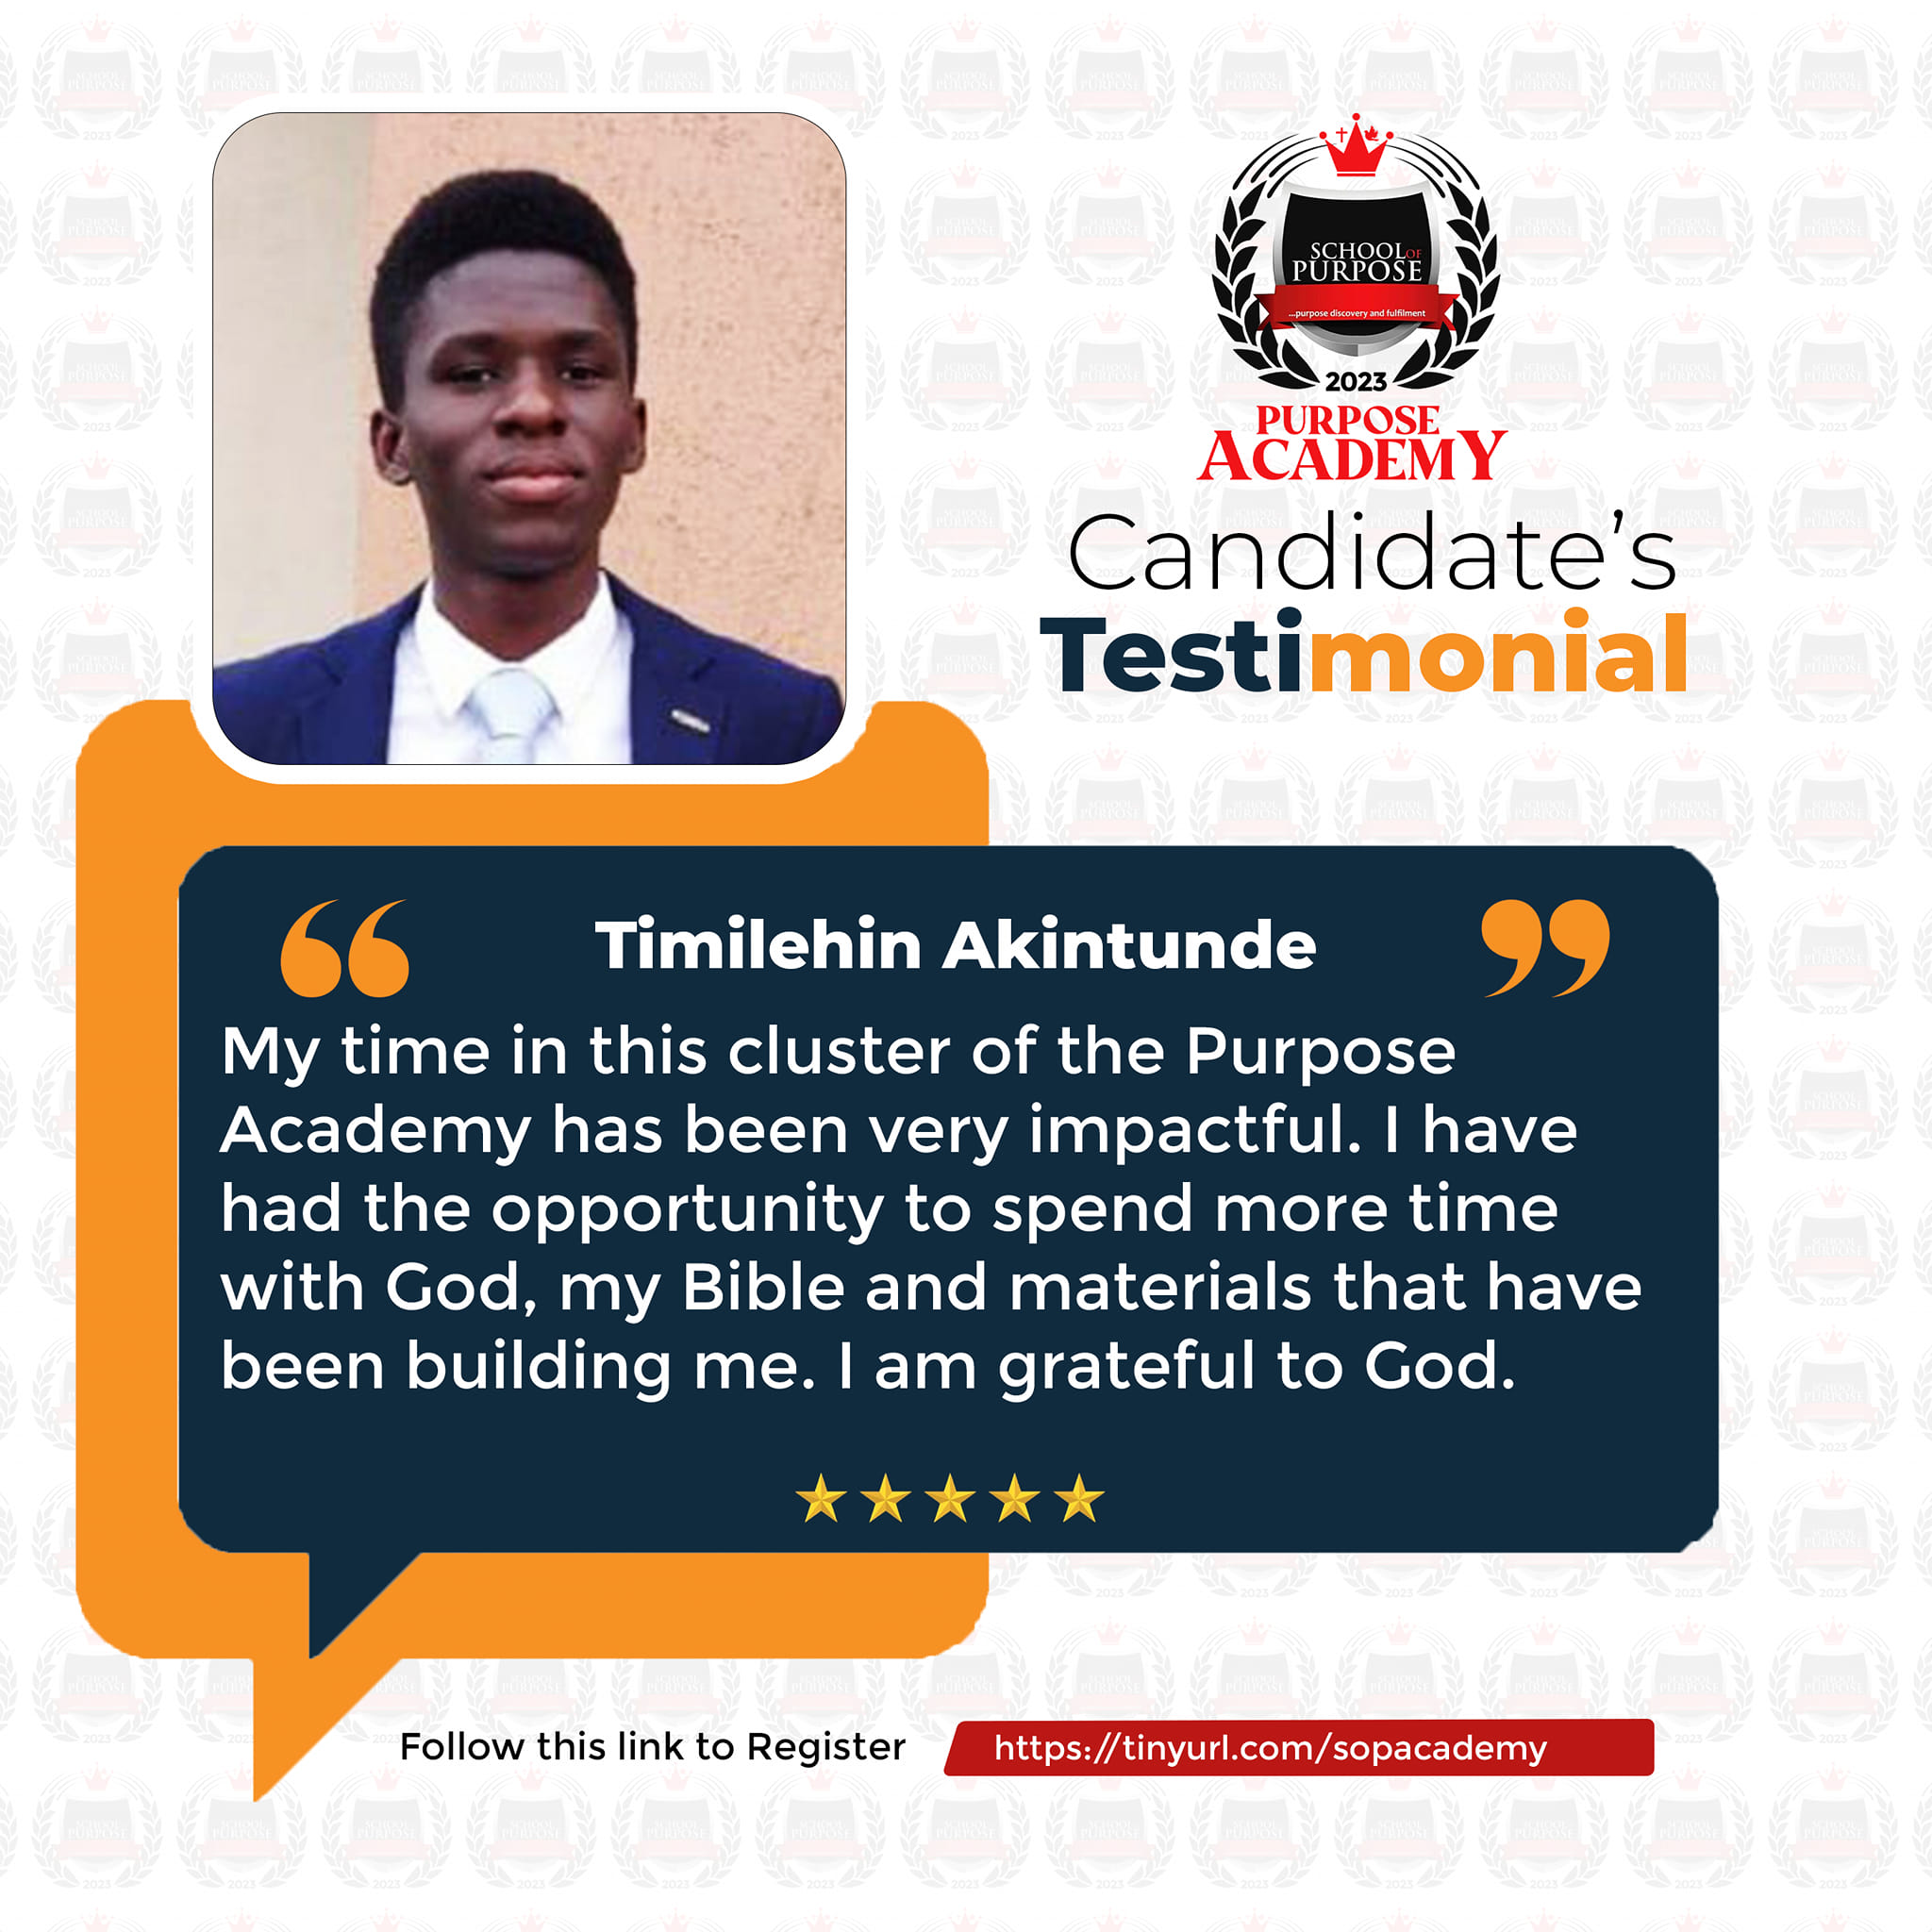 SCHOOL OF
PURPOSE
...purpose discovery and fulfilment
2023
PURPOSE
ACADEMY
Candidate’s
Testimonial
“ Timilehin Akintunde ”
My time in this cluster of the Purpose
Academy has been very impactful. I have
had the opportunity to spend more time
with God, my Bible and materials that have
been building me. I am grateful to God.
Follow this link to Register https://tinyurl.com/sopacademy